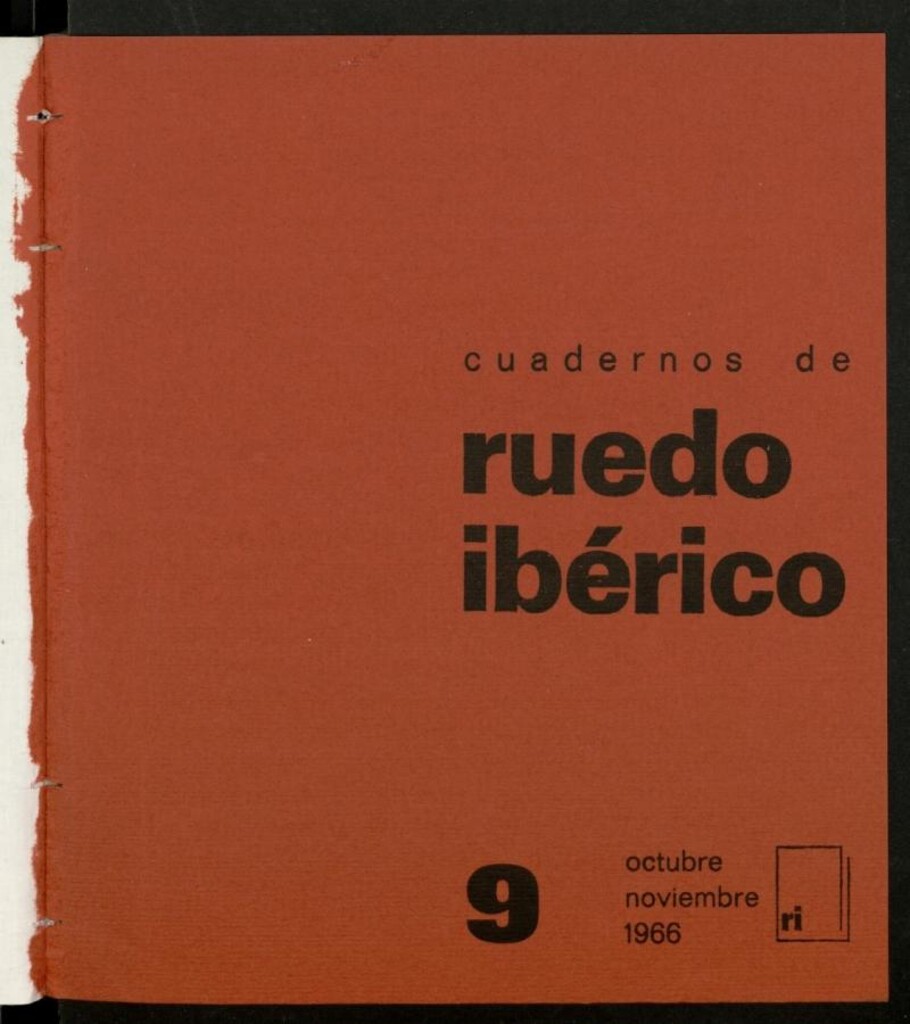 cuadernos de
ruedo
ibérico
9
octubre
noviembre
1966
ri